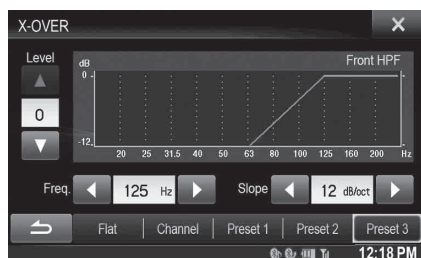 X-OVER
Level
dB
Front HPF
0
0
-12
20 25 31.5 40 50 63 80 100 125 160 200 Hz
Freq. 125 Hz Slope 12 dB/oct
Flat Channel Preset 1 Preset 2 Preset 3
12:18 PM